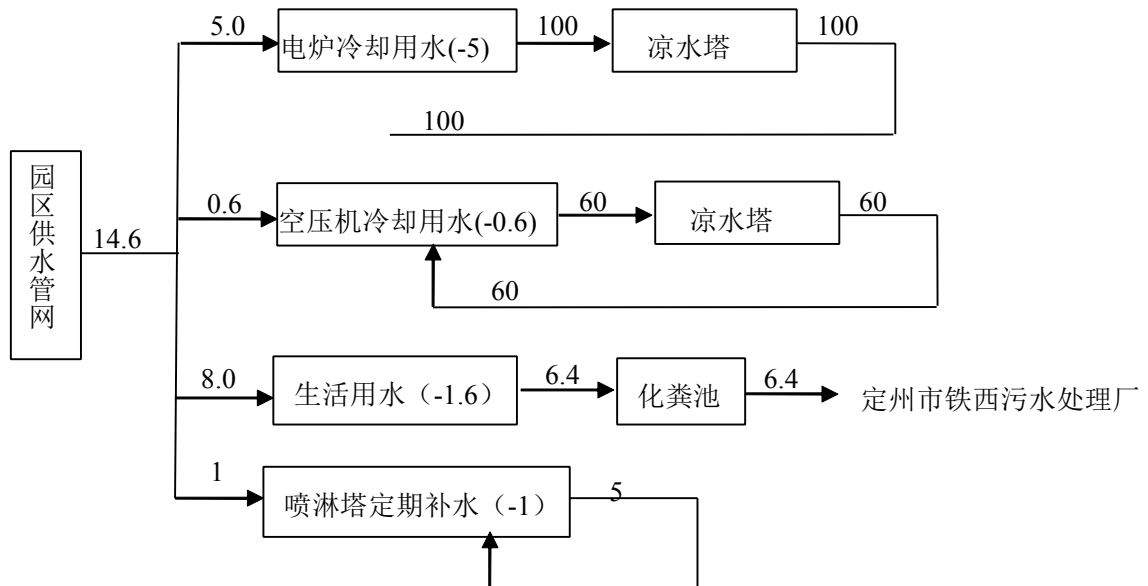 5.0
电炉冷却用水(-5)
100
凉水塔
100
100
园区供水管网
14.6
0.6
空压机冷却用水(-0.6)
60
凉水塔
60
60
8.0
生活用水（-1.6）
6.4
化粪池
6.4
定州市铁西污水处理厂
1
喷淋塔定期补水（-1）
5